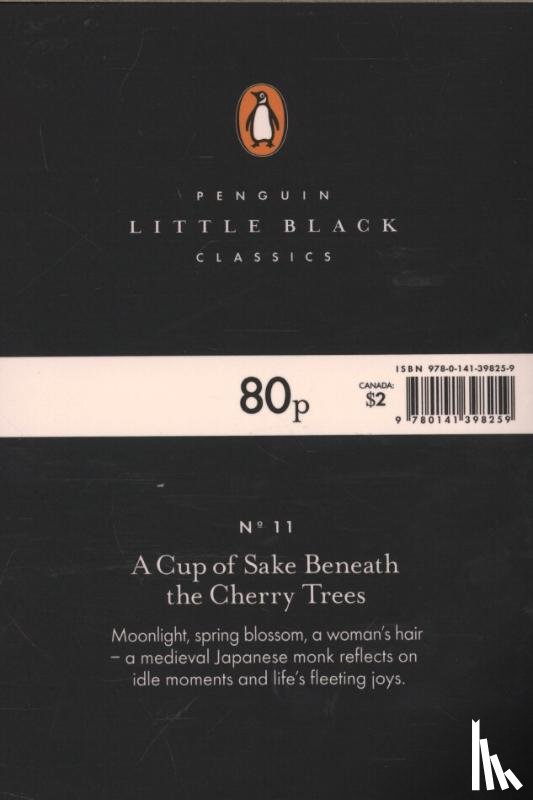 PENGUIN
LITTLE BLACK
CLASSICS
ISBN 978-0-141-39825-9
80p
CANADA:
$2
9 780141 398259
Nº 11
A Cup of Sake Beneath
the Cherry Trees
Moonlight, spring blossom, a woman's hair
– a medieval Japanese monk reflects on
idle moments and life's fleeting joys.